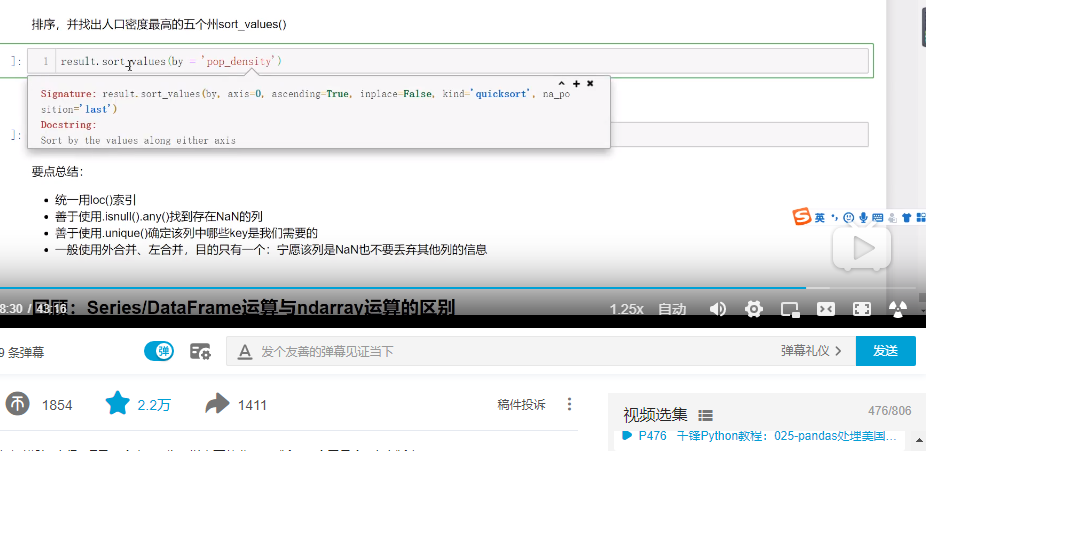 排序，并找出人口密度最高的五个州sort_values()
]: 1 result.sort_values(by = 'pop_density')
Signature: result.sort_values(by, axis=0, ascending=True, inplace=False, kind='quicksort', na_po
sition='last')
Docstring:
Sort by the values along either axis
]:
要点总结：
• 统一用loc()索引
• 善于使用.isnull().any()找到存在NaN的列
• 善于使用.unique()确定该列中哪些key是我们需要的
• 一般使用外合并、左合并，目的只有一个：宁愿该列是NaN也不要丢弃其他列的信息
英
回顾：Series/DataFrame运算与ndarray运算的区别
8:30 / 43:16 1.25x 自动
9 条弹幕 弹 发个友善的弹幕见证当下 弹幕礼仪 发送
1854 2.2万 1411 稿件投诉
视频选集 476/806
P476 千锋Python教程：025-pandas处理美国…